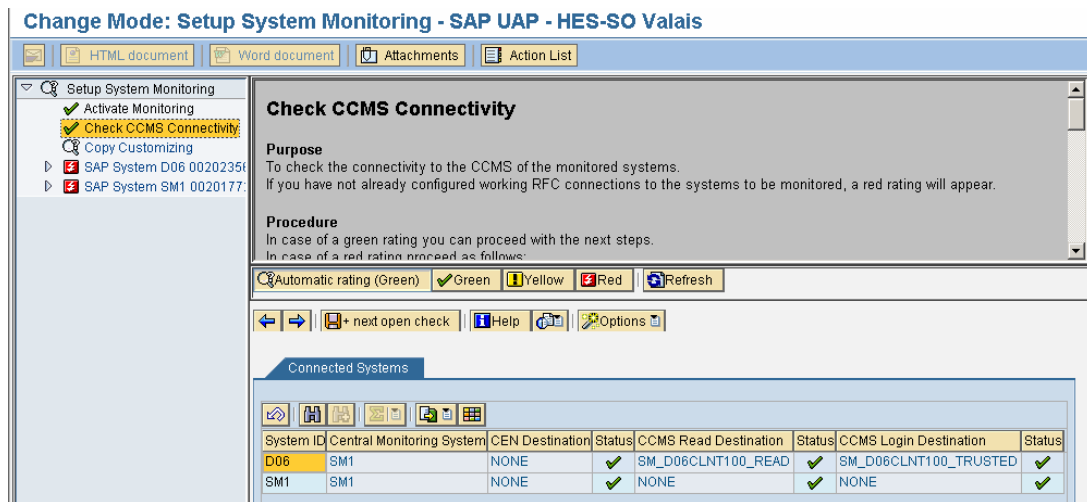 Change Mode: Setup System Monitoring - SAP UAP - HES-SO Valais
HTML document Word document Attachments Action List
Setup System Monitoring
Activate Monitoring
Check CCMS Connectivity
Copy Customizing
SAP System D06 0020235
SAP System SM1 0020177
Check CCMS Connectivity
Purpose
To check the connectivity to the CCMS of the monitored systems.
If you have not already configured working RFC connections to the systems to be monitored, a red rating will appear.
Procedure
In case of a green rating you can proceed with the next steps.
In case of a red rating proceed as follows:
Automatic rating (Green) Green Yellow Red Refresh
+ next open check Help Options
Connected Systems
System ID Central Monitoring System CEN Destination Status CCMS Read Destination Status CCMS Login Destination Status
D06 SM1 NONE SM_D06CLNT100_READ SM_D06CLNT100_TRUSTED
SM1 SM1 NONE NONE NONE